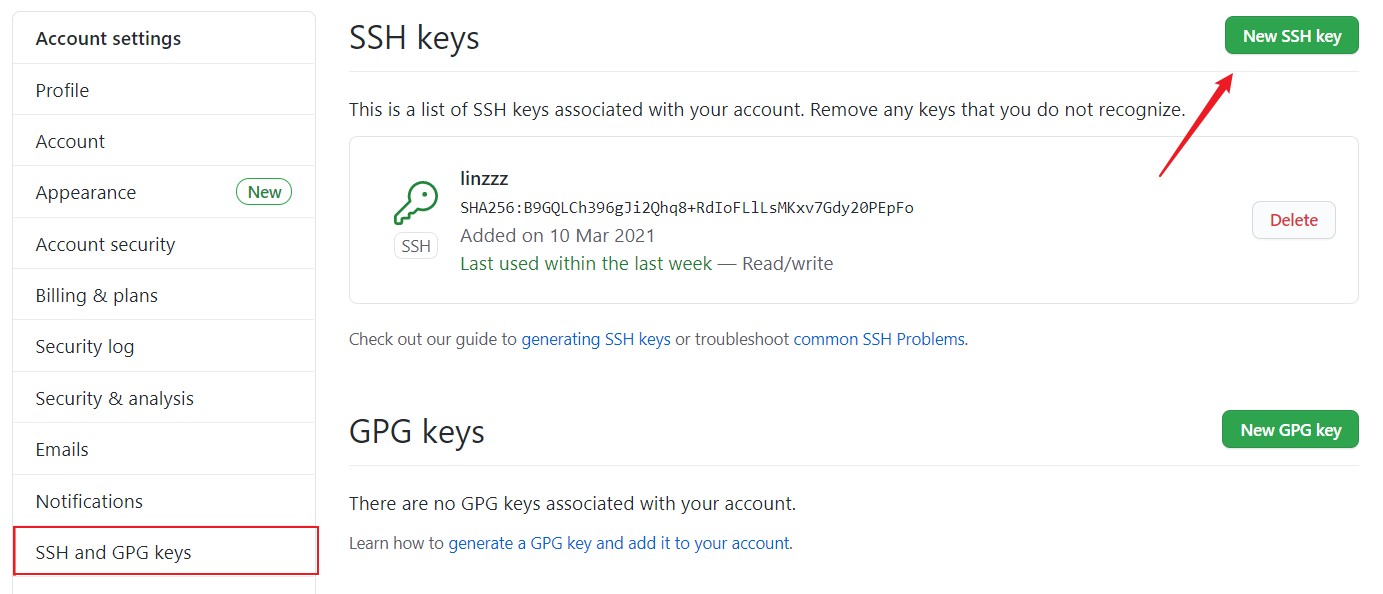 Account settings
Profile
Account
Appearance New
Account security
Billing & plans
Security log
Security & analysis
Emails
Notifications
SSH and GPG keys
SSH keys
New SSH key
This is a list of SSH keys associated with your account. Remove any keys that you do not recognize.
linzzz
SHA256:B9GQLCh396gJi2Qhq8+RdIoFLlLsMKxv7Gdy20PEpFo
SSH
Added on 10 Mar 2021
Last used within the last week — Read/write
Delete
Check out our guide to generating SSH keys or troubleshoot common SSH Problems.
GPG keys
New GPG key
There are no GPG keys associated with your account.
Learn how to generate a GPG key and add it to your account.